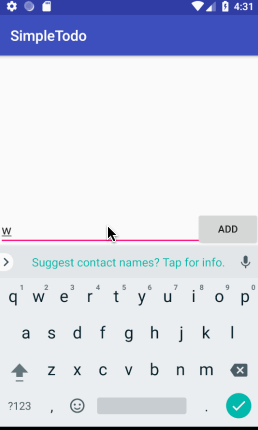 4:31
SimpleTodo
w
ADD
Suggest contact names? Tap for info.
1 2 3 4 5 6 7 8 9 0
q w e r t y u i o p
a s d f g h j k l
z x c v b n m
?123 , .